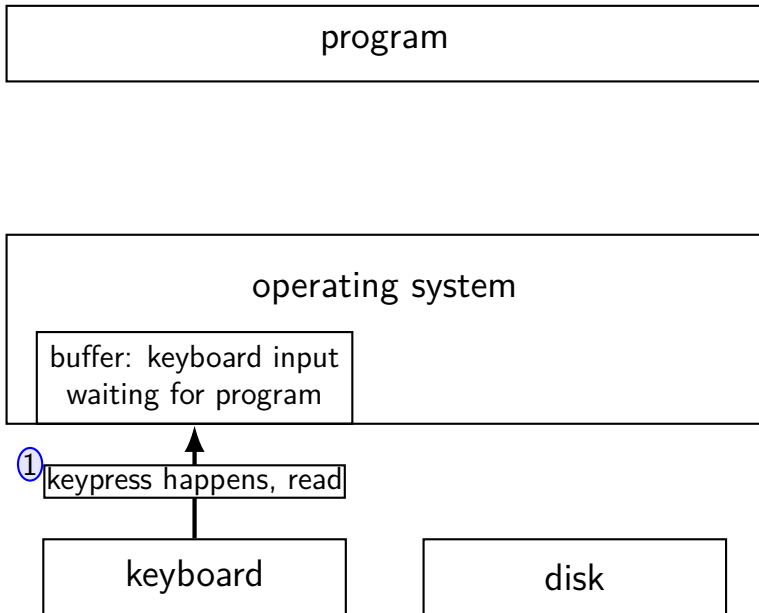 program
operating system
buffer: keyboard input
waiting for program
1
keypress happens, read
keyboard
disk